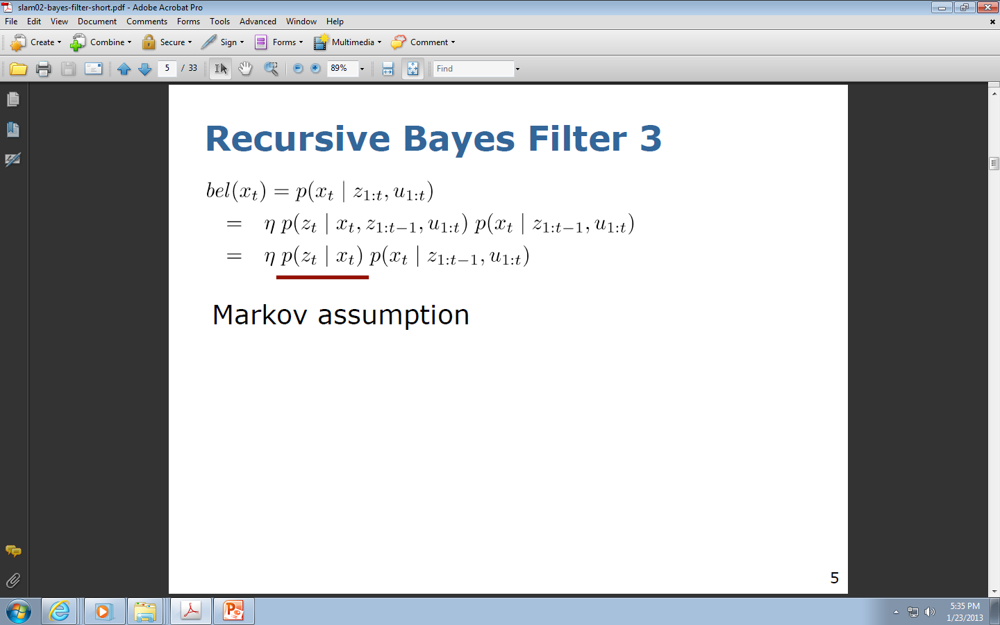 slam02-bayes-filter-short.pdf - Adobe Acrobat Pro
File Edit View Document Comments Forms Tools Advanced Window Help
Create Combine Secure Sign Forms Multimedia Comment
5 / 33 89% Find
Recursive Bayes Filter 3
bel(x_t) = p(x_t | z_{1:t}, u_{1:t})
= η p(z_t | x_t, z_{1:t−1}, u_{1:t}) p(x_t | z_{1:t−1}, u_{1:t})
= η p(z_t | x_t) p(x_t | z_{1:t−1}, u_{1:t})
Markov assumption
5
5:35 PM
1/23/2013